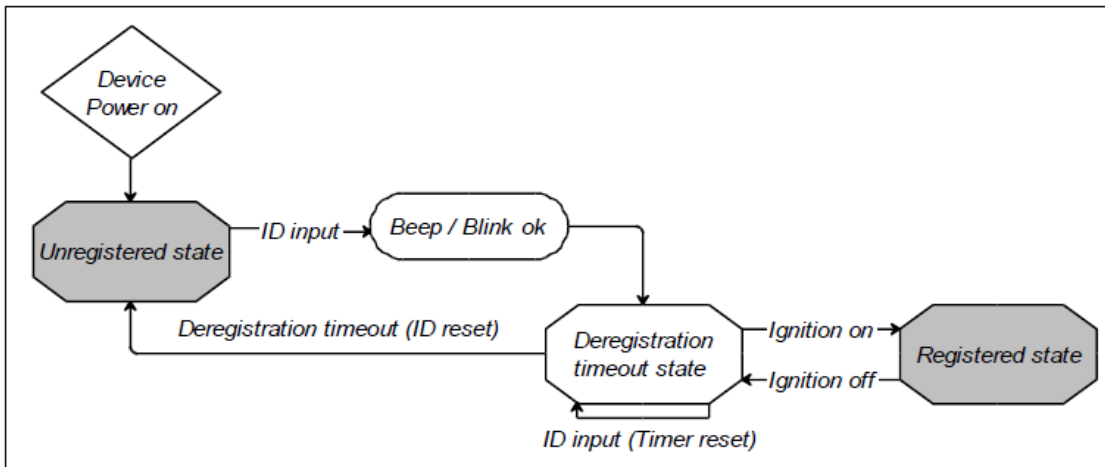 Device
Power on
Unregistered state
ID input
Beep / Blink ok
Deregistration timeout (ID reset)
Deregistration
timeout state
Ignition on
Ignition off
Registered state
ID input (Timer reset)